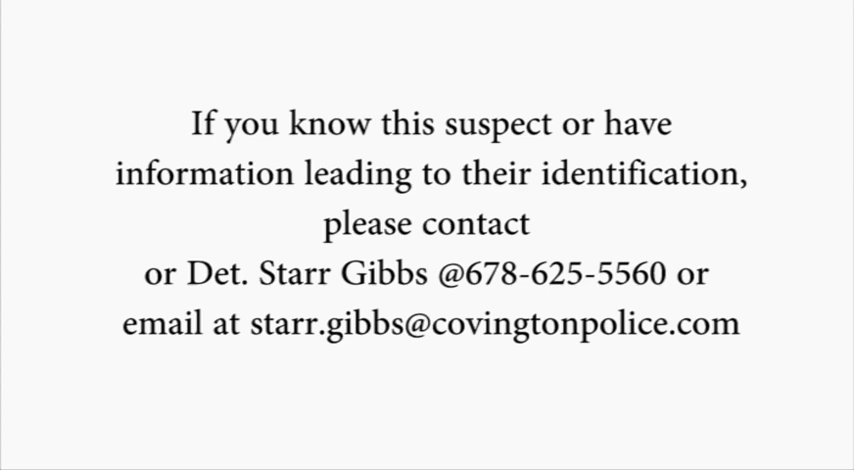 If you know this suspect or have
information leading to their identification,
please contact
or Det. Starr Gibbs @678-625-5560 or
email at starr.gibbs@covingtonpolice.com